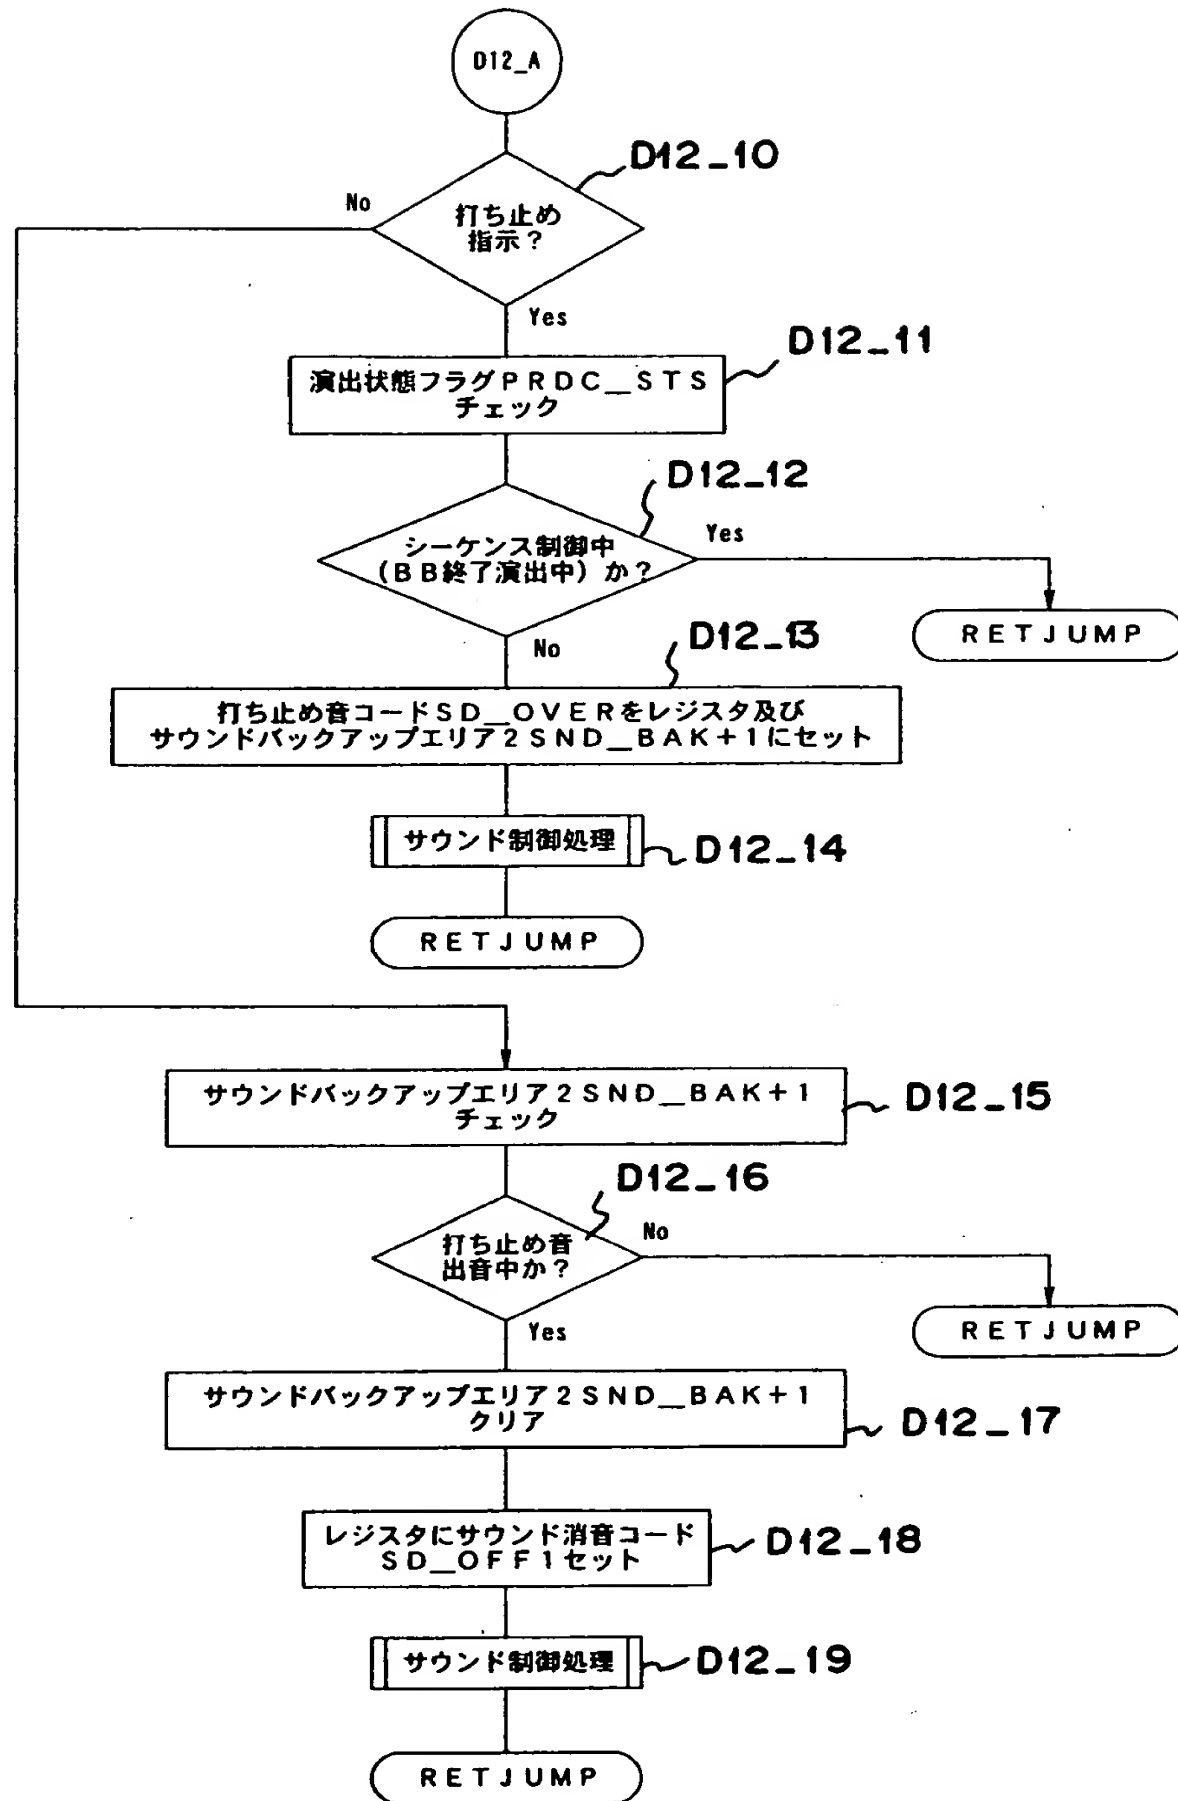 D12_A
D12_10
No
打ち止め
指示？
Yes
D12_11
演出状態フラグＰＲＤＣ＿ＳＴＳ
チェック
D12_12
シーケンス制御中
（ＢＢ終了演出中）か？
Yes
ＲＥＴＪＵＭＰ
No
D12_13
打ち止め音コードＳＤ＿ＯＶＥＲをレジスタ及び
サウンドバックアップエリア２ＳＮＤ＿ＢＡＫ＋１にセット
サウンド制御処理
D12_14
ＲＥＴＪＵＭＰ
サウンドバックアップエリア２ＳＮＤ＿ＢＡＫ＋１
チェック
D12_15
D12_16
打ち止め音
出音中か？
No
ＲＥＴＪＵＭＰ
Yes
サウンドバックアップエリア２ＳＮＤ＿ＢＡＫ＋１
クリア
D12_17
レジスタにサウンド消音コード
ＳＤ＿ＯＦＦ１セット
D12_18
サウンド制御処理
D12_19
ＲＥＴＪＵＭＰ